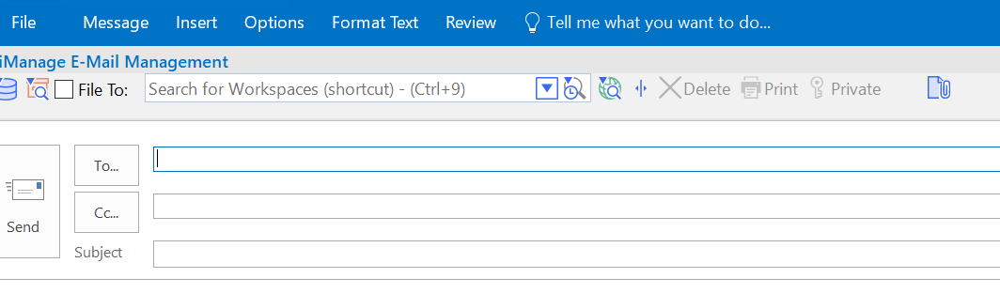 File Message Insert Options Format Text Review Tell me what you want to do...
iManage E-Mail Management
File To: Search for Workspaces (shortcut) - (Ctrl+9) Delete Print Private
To...
Cc...
Send
Subject